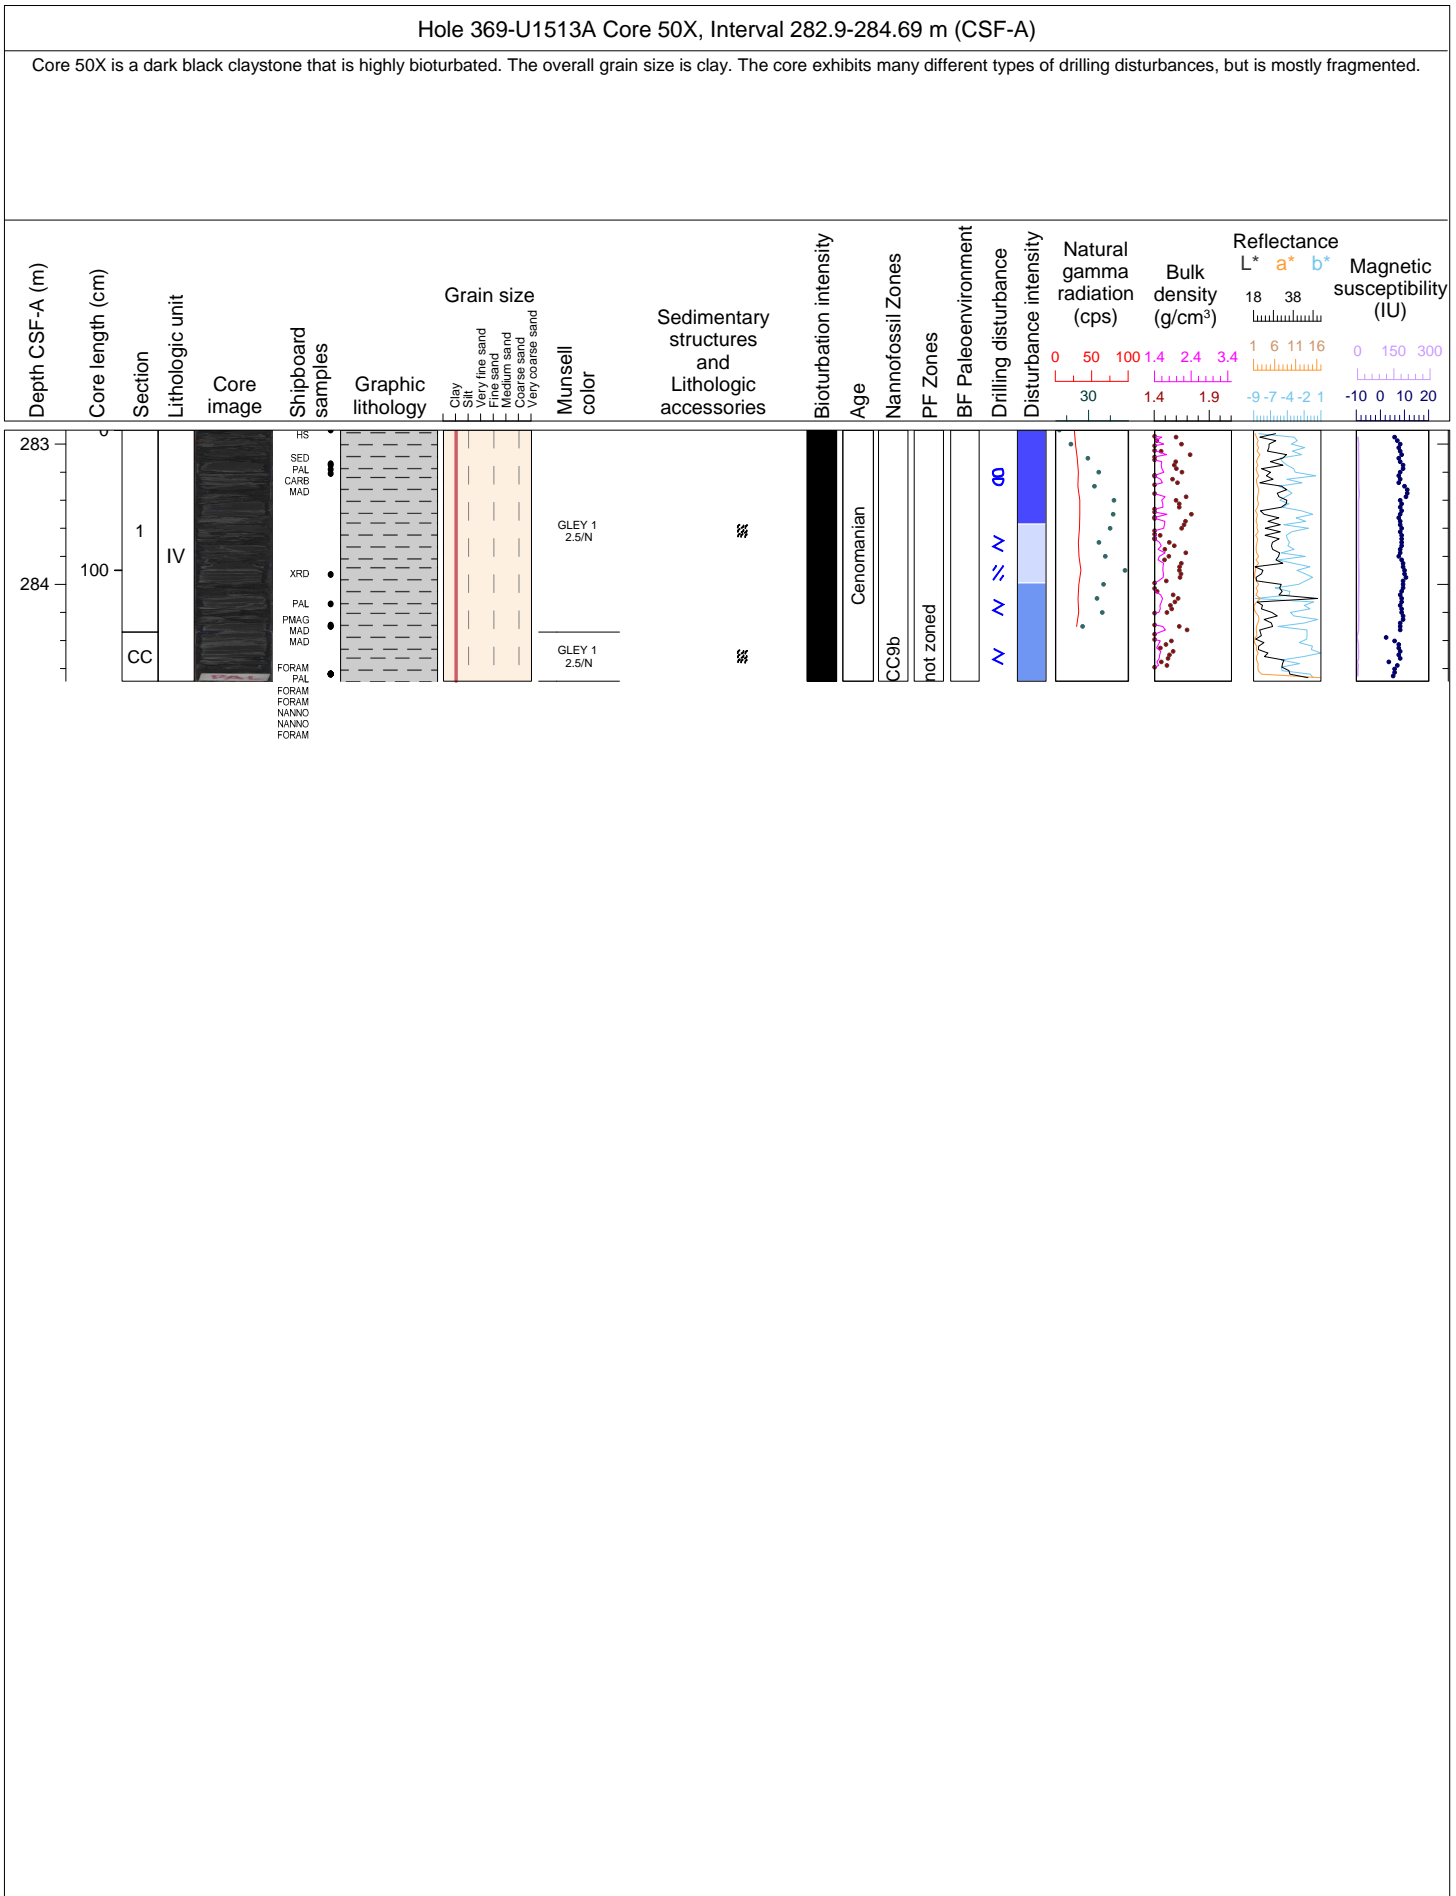 Hole 369-U1513A Core 50X, Interval 282.9-284.69 m (CSF-A)
Core 50X is a dark black claystone that is highly bioturbated. The overall grain size is clay. The core exhibits many different types of drilling disturbances, but is mostly fragmented.
Depth CSF-A (m)
Core length (cm)
Section
Lithologic unit
Core
image
Shipboard
samples
Graphic
lithology
Grain size
Clay
Silt
Very fine sand
Fine sand
Medium sand
Coarse sand
Very coarse sand
Munsell
color
Sedimentary
structures
and
Lithologic
accessories
Bioturbation intensity
Age
Nannofossil Zones
PF Zones
BF Paleoenvironment
Drilling disturbance
Disturbance intensity
Natural
gamma
radiation
(cps)
0 50 100
30
Bulk
density
(g/cm³)
1.4 2.4 3.4
1.4 1.9
Reflectance
L* a* b*
18 38
1 6 11 16
-9 -7 -4 -2 1
Magnetic
susceptibility
(IU)
0 150 300
-10 0 10 20
283
284
0
100
1
CC
IV
PAL
HS
SED
PAL
CARB
MAD
XRD
PAL
PMAG
MAD
MAD
FORAM
PAL
FORAM
FORAM
NANNO
NANNO
FORAM
GLEY 1
2.5/N
GLEY 1
2.5/N
Cenomanian
CC9b
not zoned